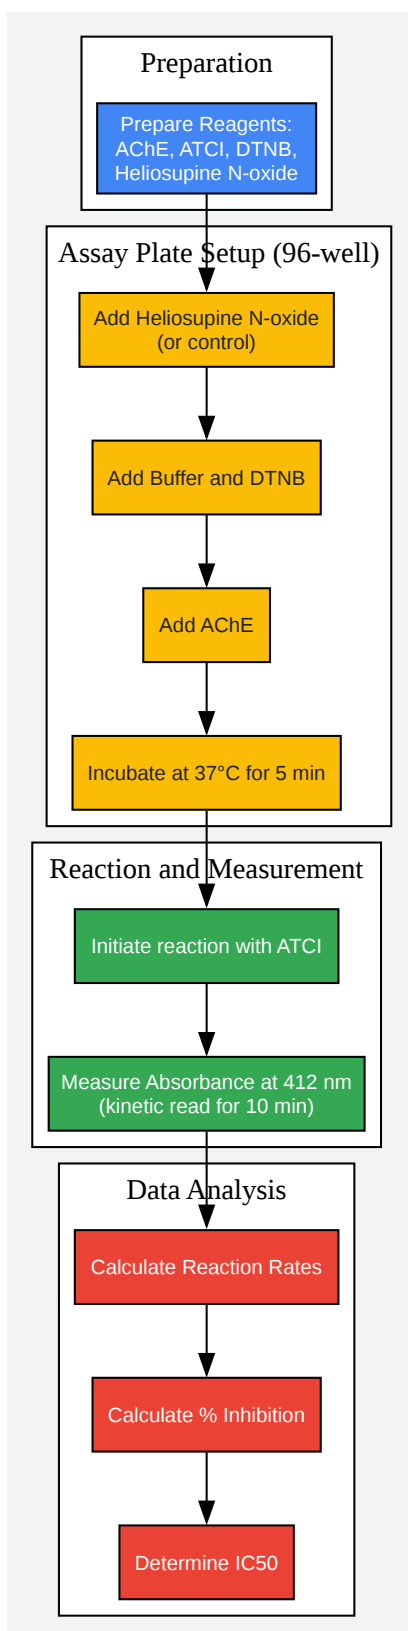 Preparation
Prepare Reagents:
AChE, ATCI, DTNB,
Heliosupine N-oxide
Assay Plate Setup (96-well)
Add Heliosupine N-oxide
(or control)
Add Buffer and DTNB
Add AChE
Incubate at 37°C for 5 min
Reaction and Measurement
Initiate reaction with ATCI
Measure Absorbance at 412 nm
(kinetic read for 10 min)
Data Analysis
Calculate Reaction Rates
Calculate % Inhibition
Determine IC50